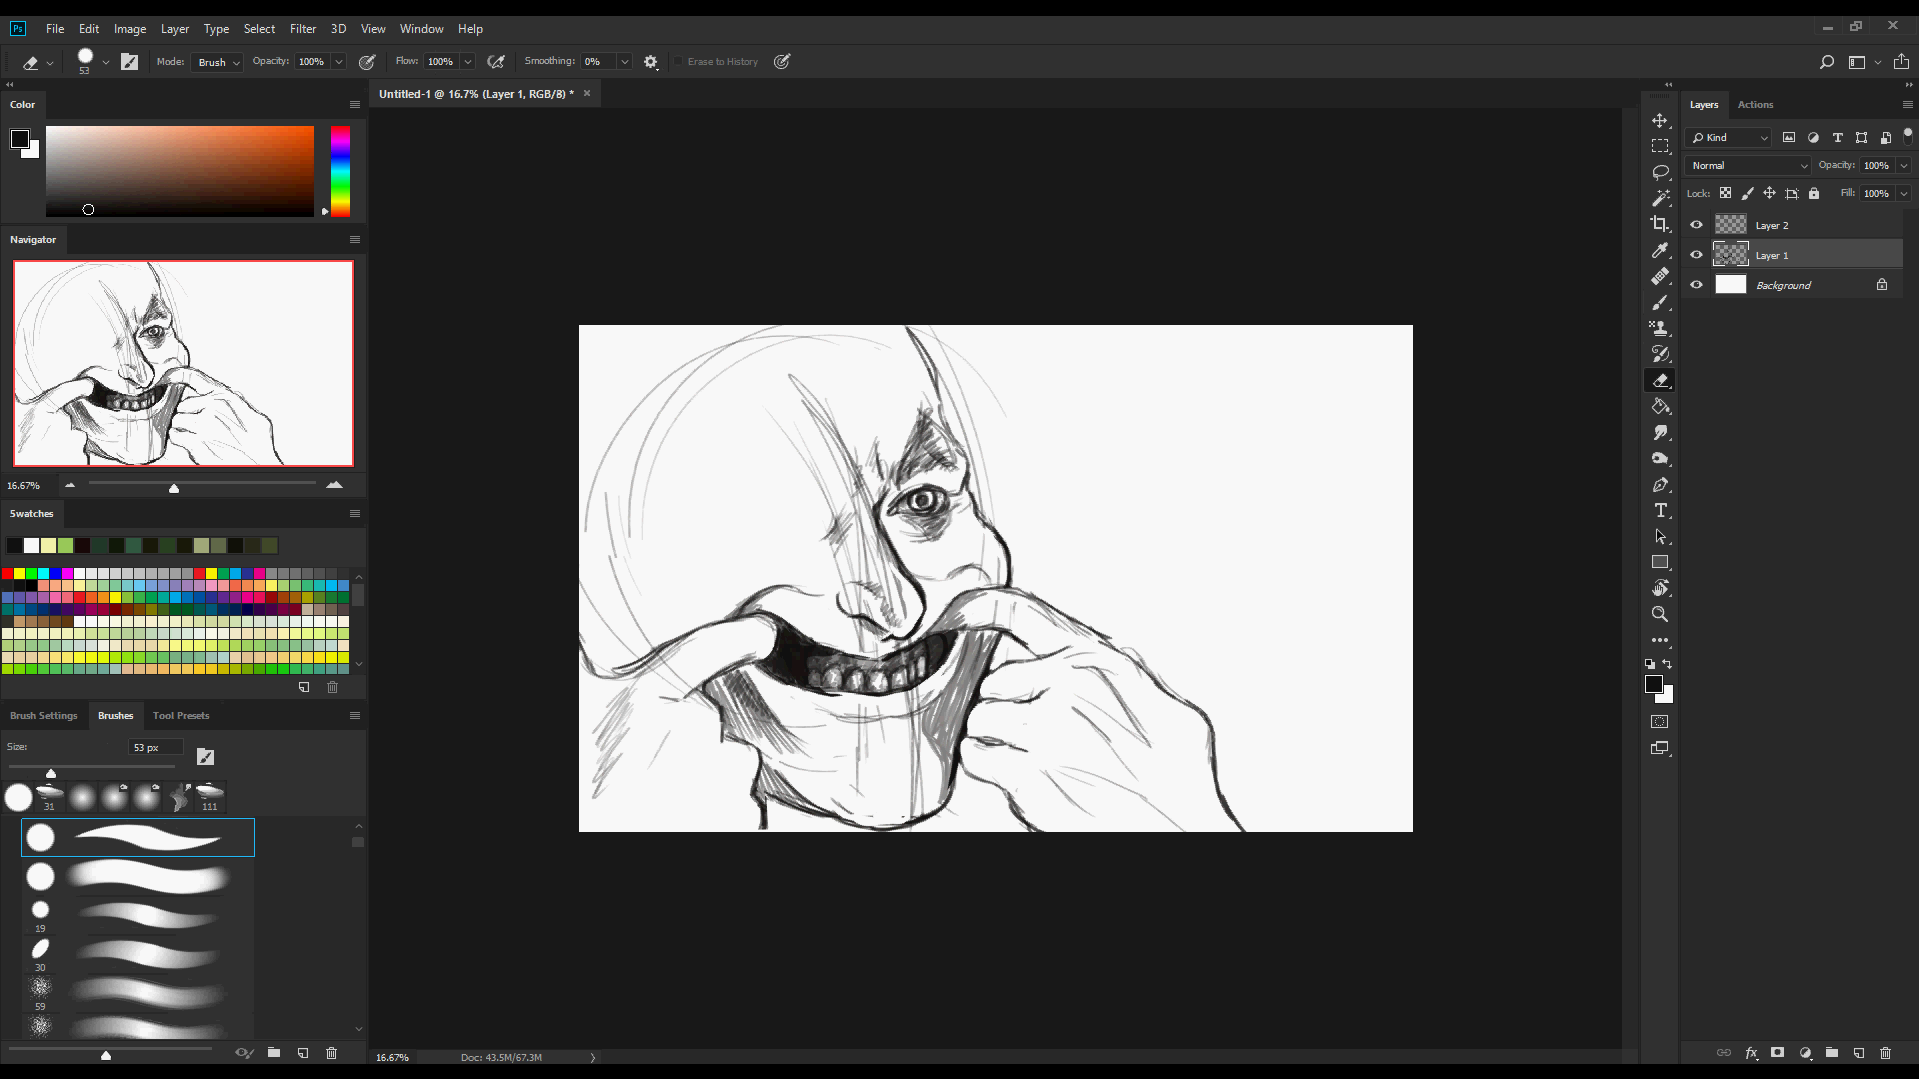 Ps File Edit Image Layer Type Select Filter 3D View Window Help
53 Mode: Brush Opacity: 100% Flow: 100% Smoothing: 0% Erase to History
Color
Untitled-1 @ 16.7% (Layer 1, RGB/8) * ×
Layers Actions
Kind
Normal Opacity: 100%
Lock: Fill: 100%
Layer 2
Layer 1
Background
Navigator
16.67%
Swatches
Brush Settings Brushes Tool Presets
Size: 53 px
31 111
19
30
59
16.67% Doc: 43.5M/67.3M